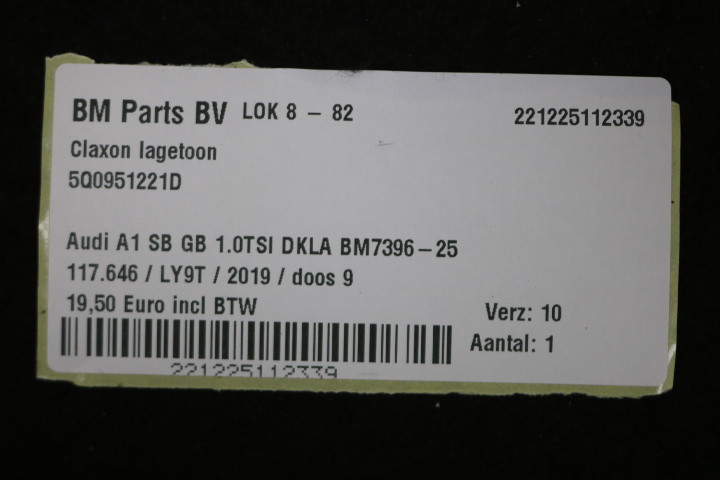 BM Parts BV LOK 8 - 82 221225112339
Claxon lagetoon
5Q0951221D
Audi A1 SB GB 1.0TSI DKLA BM7396-25
117.646 / LY9T / 2019 / doos 9
19,50 Euro incl BTW
Verz: 10
Aantal: 1
221225112339